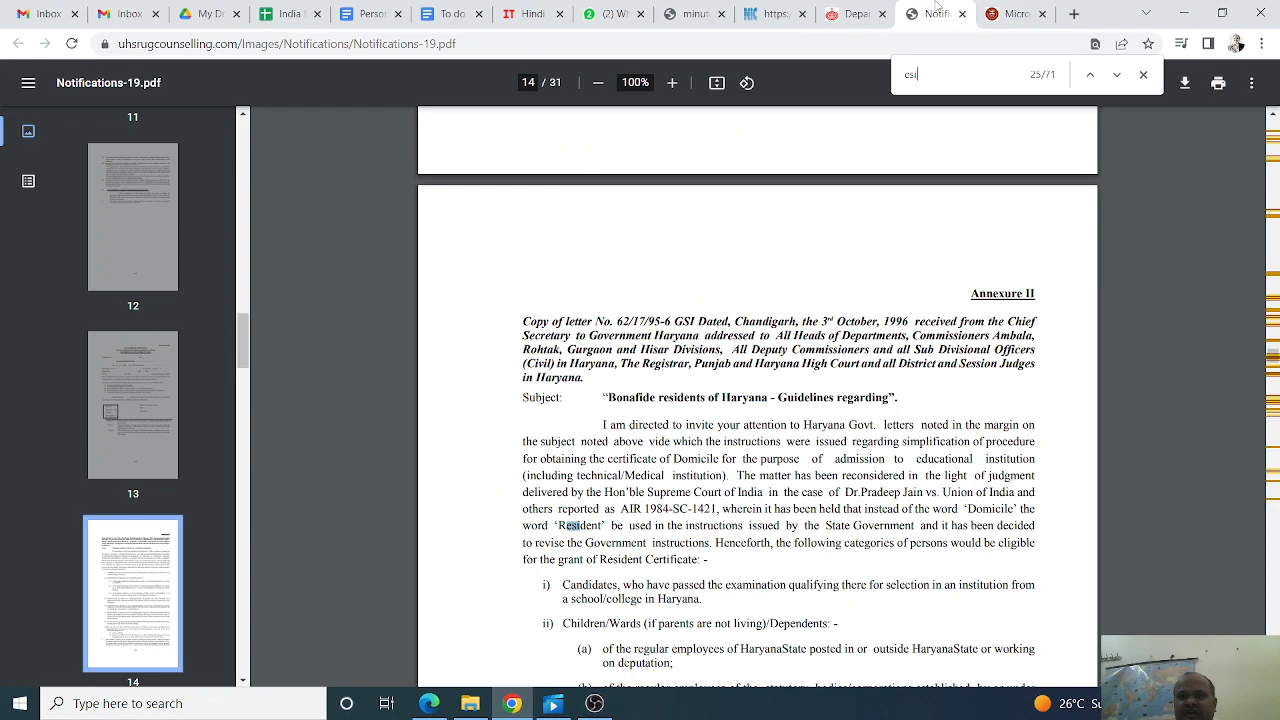 Inbox
My Dr
India
Person
To do
IT Hindi
(2) W
minu
https:/
Depar
Notific
Micro
uhsrugcounselling.com/Images/Notifications/Notifications-19.pdf
esi 25/71
Notifications-19.pdf 14 / 31 100%
11
12
13
14
Annexure II
Copy of letter No. 62/17/95-6 GSI Dated, Chandigarh, the 3rd October, 1996 received from the Chief
Secretary to Government Haryana addressed to All Heads of Departments, Commissioners Ambala,
Rohtak, Gurgaon and Hisar Divisions, All Deputy Commissioners and all Sub Divisional Officers
(Civil) in Haryana, The Registrar, Punjab and Haryana High Court and all District and Session Judges
in Haryana.
Subject: "Bonafide residents of Haryana - Guidelines regarding".
I am directed to invite your attention to Haryana Govt. letters noted in the margin on
the subject noted above vide which the instructions were issued regarding simplification of procedure
for obtaining the certificate of Domicile for the purpose of admission to educational institution
(including technical/Medical institution). The matter has been reconsidered in the light of judgment
delivered by the Hon'ble Supreme Court of India in the case of Dr.Pradeep Jain vs. Union of India and
others reported as AIR 1984-SC-1421, wherein it has been held that instead of the word 'Domicile' the
word 'Resident' be used in the instructions issued by the State Government and it has been decided
to revise Government instructions. Henceforth, the following categories of persons would be eligible
for the grant of Resident Certificate: -
Candidates, who have passed the examination qualifying there for selection in an institution from
a school/college in Haryana.
ii) Children/Wards (if parents are not living)/Dependents: -
(a) of the regular employees of HaryanaState posted in or outside HaryanaState or working
on deputation;
Type here to search
26°C Su